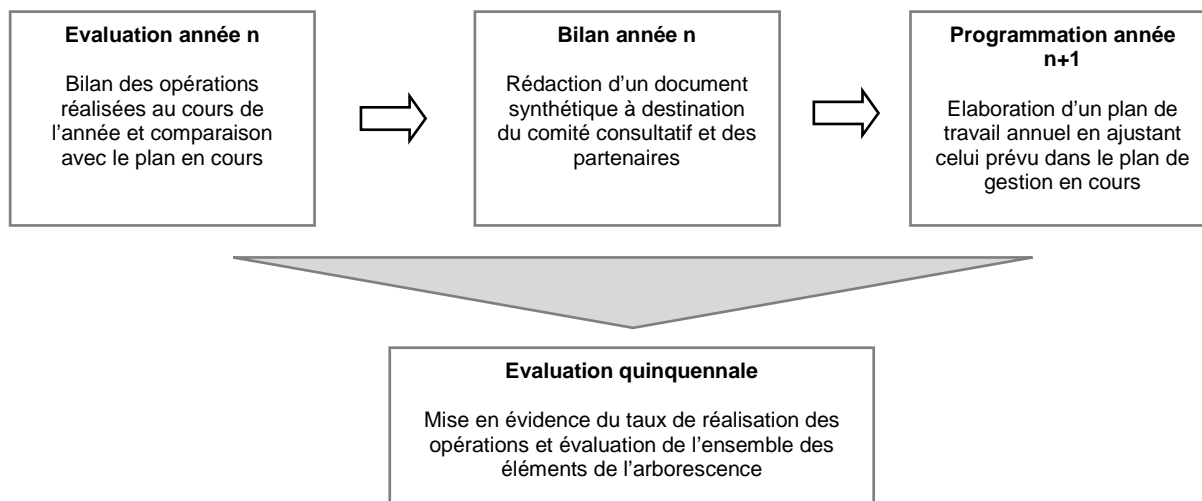 Evaluation année n
Bilan des opérations
réalisées au cours de
l’année et comparaison
avec le plan en cours
Bilan année n
Rédaction d’un document
synthétique à destination
du comité consultatif et des
partenaires
Programmation année
n+1
Elaboration d’un plan de
travail annuel en ajustant
celui prévu dans le plan de
gestion en cours
Evaluation quinquennale
Mise en évidence du taux de réalisation des
opérations et évaluation de l’ensemble des
éléments de l’arborescence